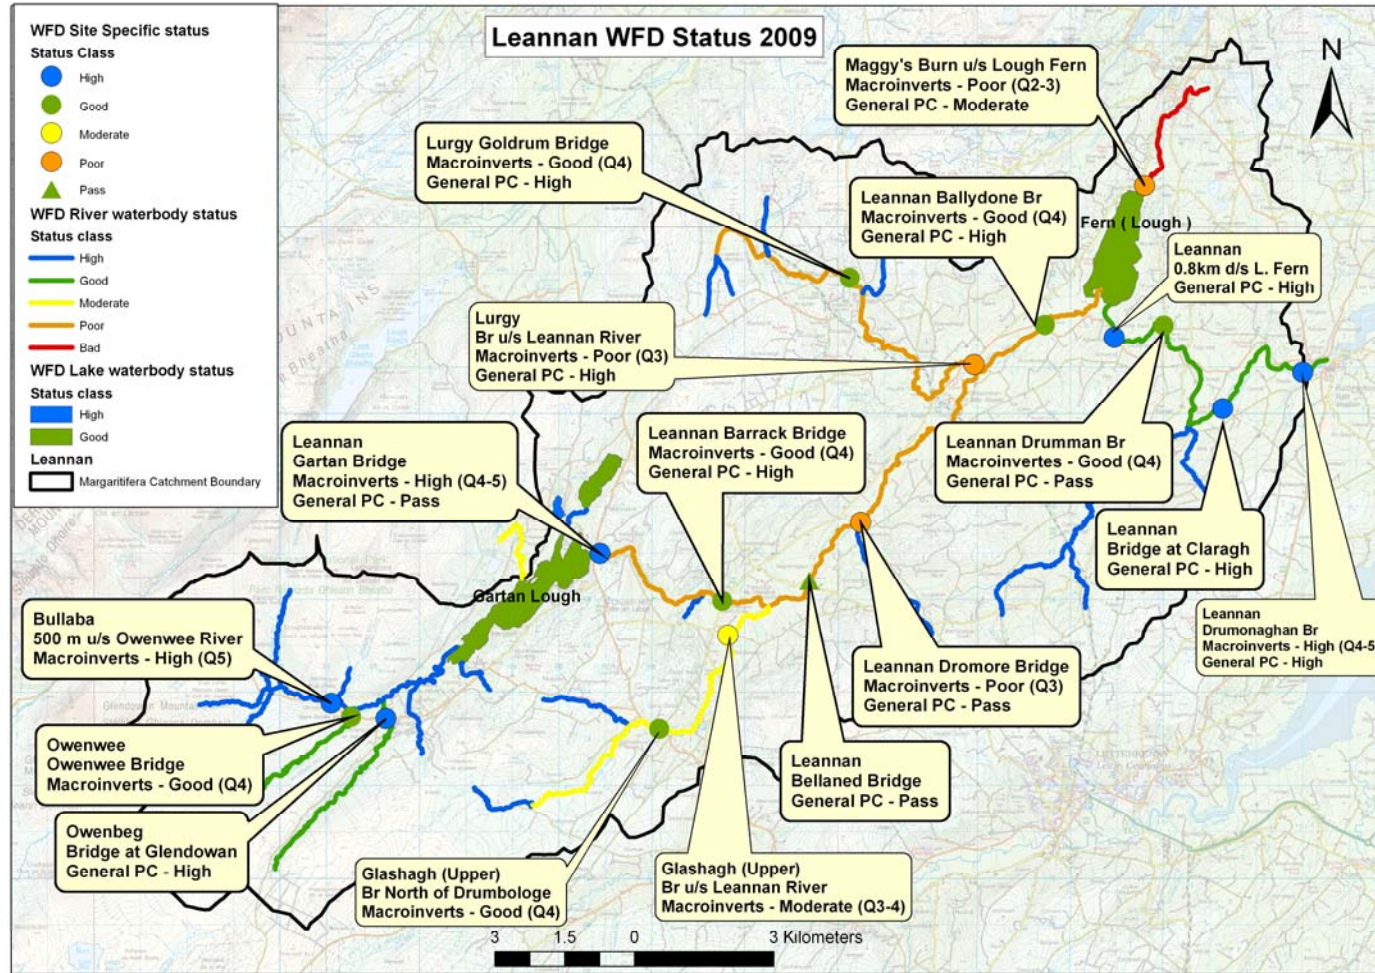 Leannan WFD Status 2009
WFD Site Specific status
Status Class
High
Good
Moderate
Poor
Pass
WFD River waterbody status
Status class
High
Good
Moderate
Poor
Bad
WFD Lake waterbody status
Status class
High
Good
Leannan
Margaritifera Catchment Boundary
N
Maggy's Burn u/s Lough Fern
Macroinverts - Poor (Q2-3)
General PC - Moderate
Lurgy Goldrum Bridge
Macroinverts - Good (Q4)
General PC - High
Leannan Ballydone Br
Macroinverts - Good (Q4)
General PC - High
Fern ( Lough )
Leannan
0.8km d/s L. Fern
General PC - High
Lurgy
Br u/s Leannan River
Macroinverts - Poor (Q3)
General PC - High
Leannan
Gartan Bridge
Macroinverts - High (Q4-5)
General PC - Pass
Leannan Barrack Bridge
Macroinverts - Good (Q4)
General PC - High
Leannan Drumman Br
Macroinvertes - Good (Q4)
General PC - Pass
Leannan
Bridge at Claragh
General PC - High
Gartan Lough
Bullaba
500 m u/s Owenwee River
Macroinverts - High (Q5)
Leannan
Drumonaghan Br
Macroinverts - High (Q4-5
General PC - High
Leannan Dromore Bridge
Macroinverts - Poor (Q3)
General PC - Pass
Owenwee
Owenwee Bridge
Macroinverts - Good (Q4)
Leannan
Bellaned Bridge
General PC - Pass
Owenbeg
Bridge at Glendowan
General PC - High
Glashagh (Upper)
Br North of Drumbologe
Macroinverts - Good (Q4)
Glashagh (Upper)
Br u/s Leannan River
Macroinverts - Moderate (Q3-4)
3 1.5 0 3 Kilometers